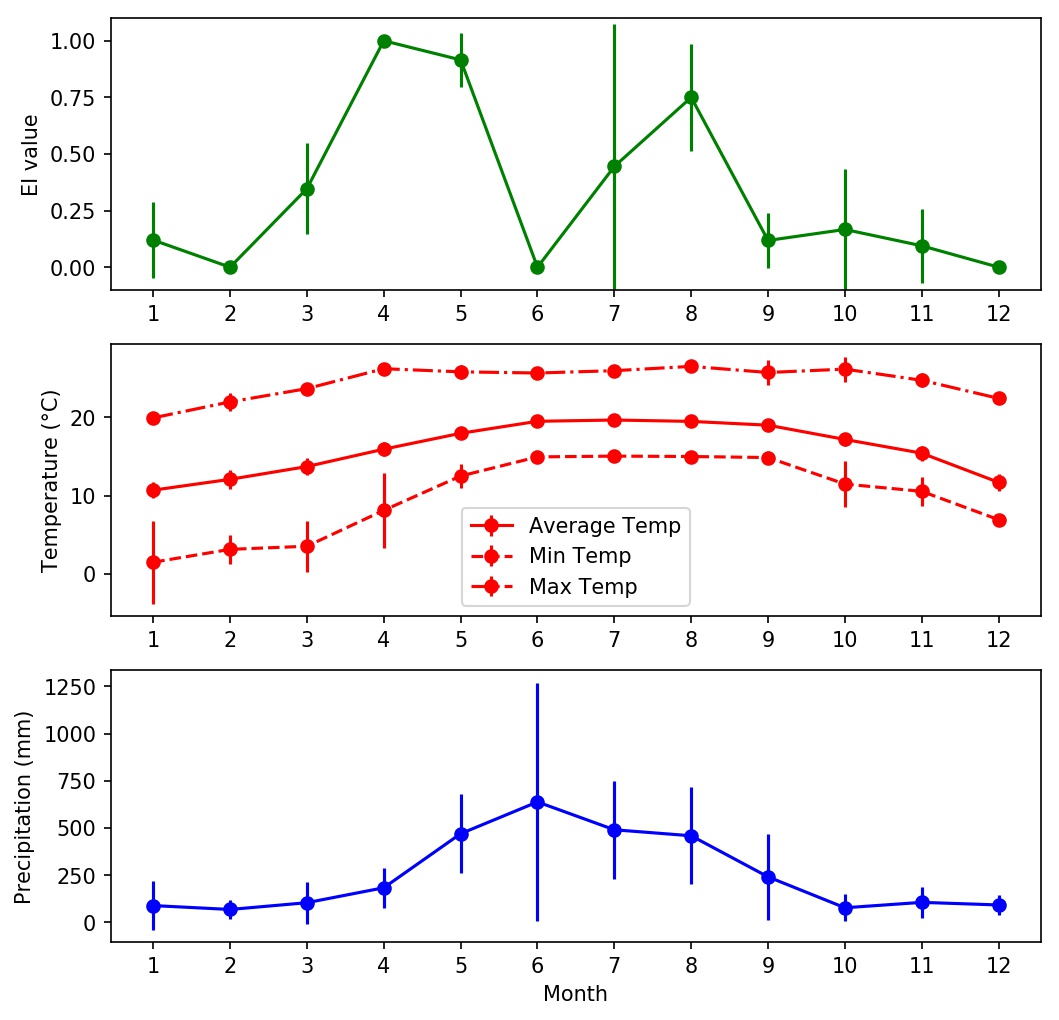 EI value
1.00
0.75
0.50
0.25
0.00
1 2 3 4 5 6 7 8 9 10 11 12
Temperature (°C)
20
10
0
Average Temp
Min Temp
Max Temp
1 2 3 4 5 6 7 8 9 10 11 12
Precipitation (mm)
1250
1000
750
500
250
0
1 2 3 4 5 6 7 8 9 10 11 12
Month